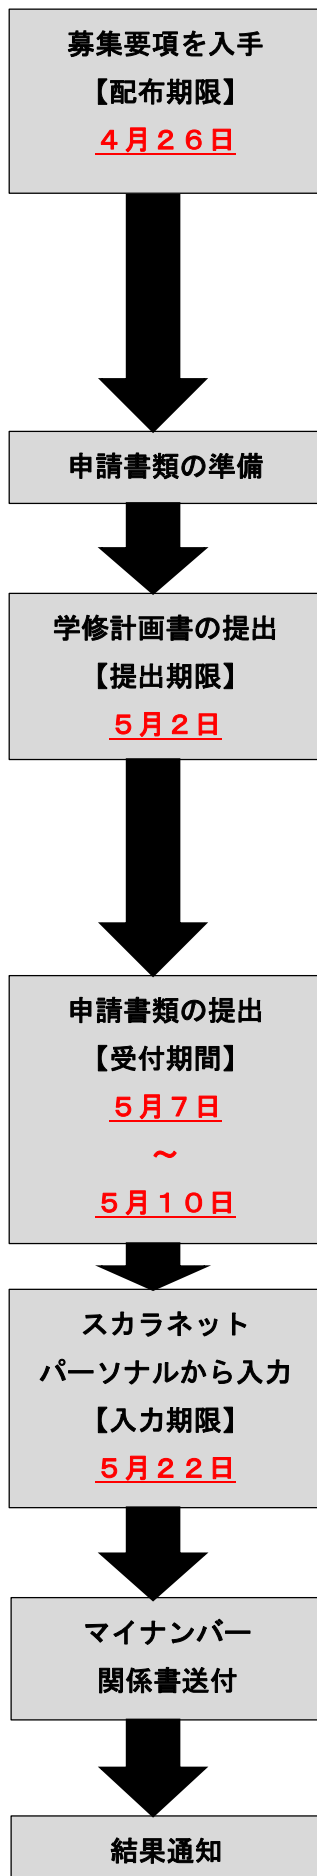 募集要項を入手
【配布期限】
４月２６日
申請書類の準備
学修計画書の提出
【提出期限】
５月２日
申請書類の提出
【受付期間】
５月７日
～
５月１０日
スカラネット
パーソナルから入力
【入力期限】
５月２２日
マイナンバー
関係書送付
結果通知